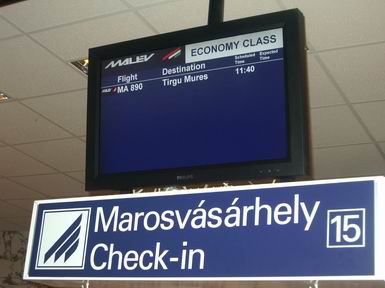 MALEV ECONOMY CLASS
Flight Destination Scheduled Time Expected Time
MA 890 Tirgu Mures 11:40
PHILIPS
Marosvásárhely 15
Check-in